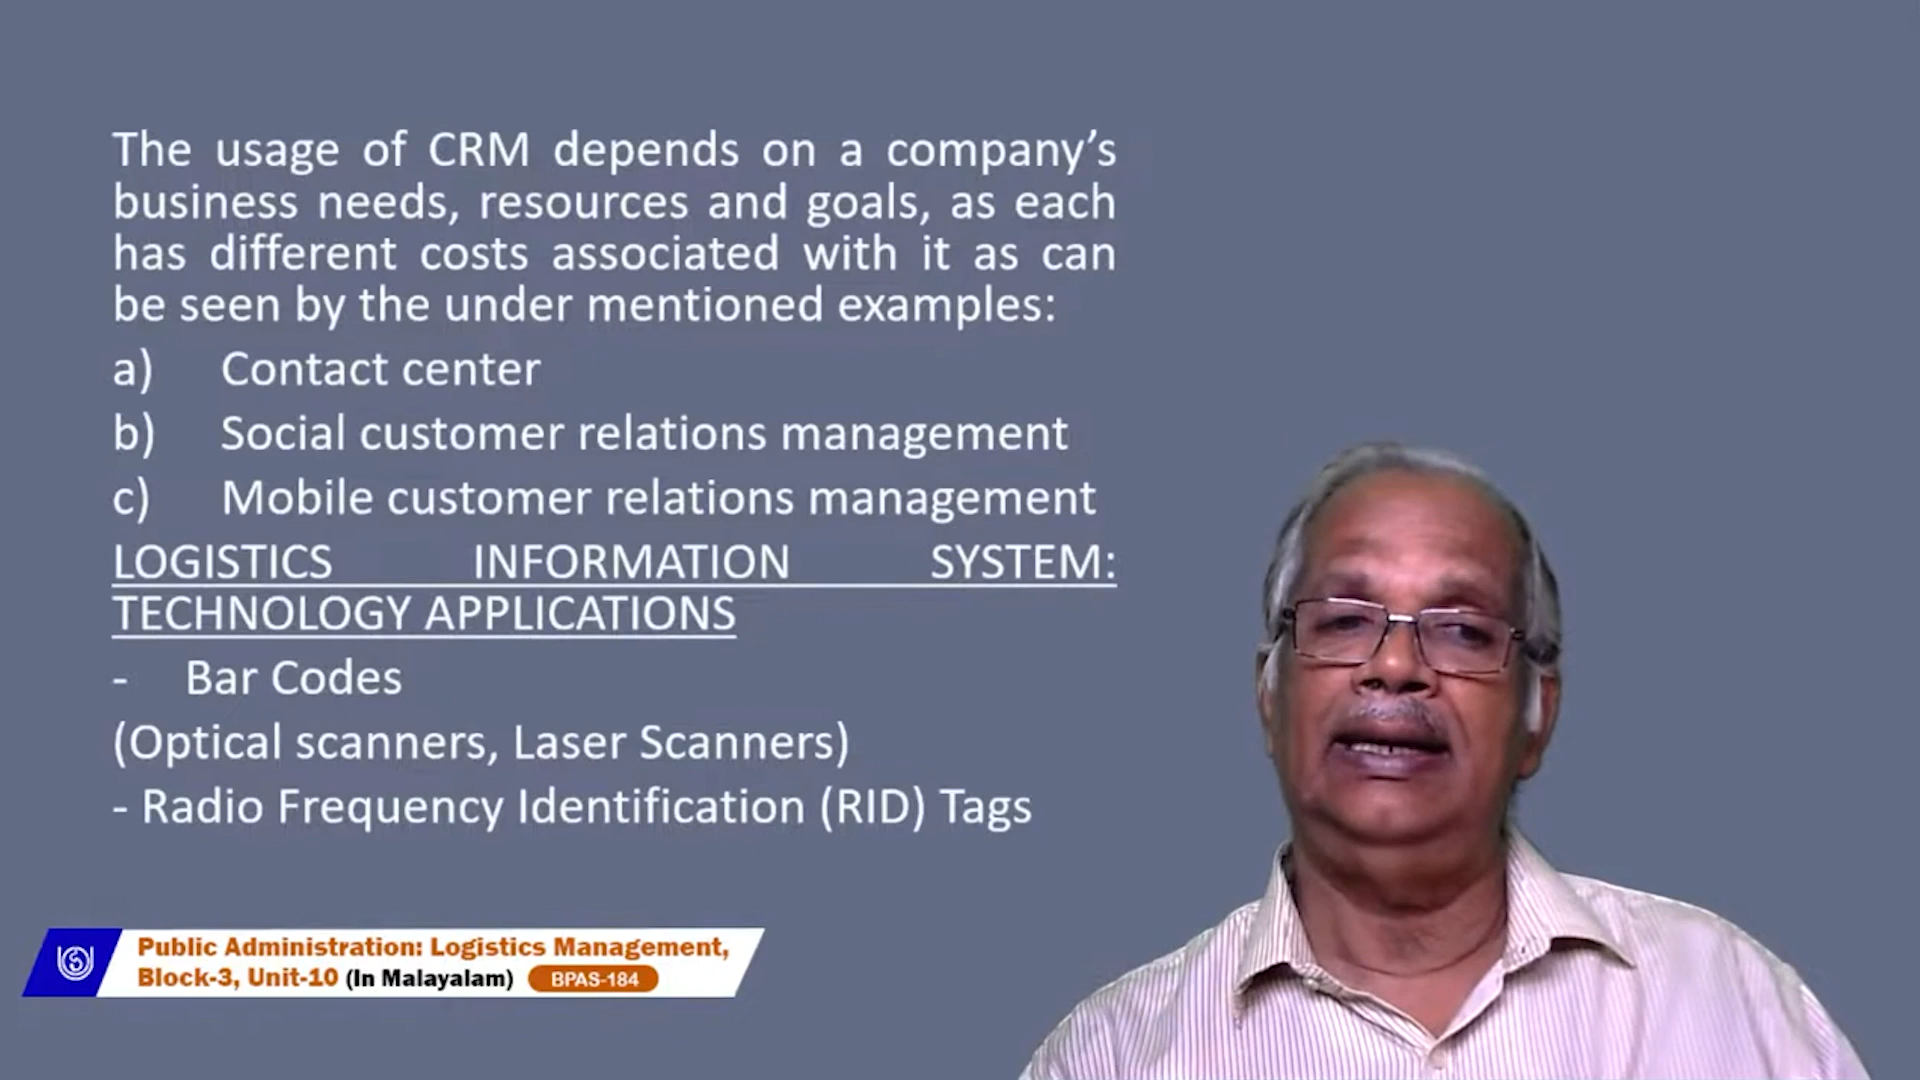 The usage of CRM depends on a company’s
business needs, resources and goals, as each
has different costs associated with it as can
be seen by the under mentioned examples:
a) Contact center
b) Social customer relations management
c) Mobile customer relations management
LOGISTICS INFORMATION SYSTEM:
TECHNOLOGY APPLICATIONS
- Bar Codes
(Optical scanners, Laser Scanners)
- Radio Frequency Identification (RID) Tags
Public Administration: Logistics Management,
Block-3, Unit-10 (In Malayalam) BPAS-184